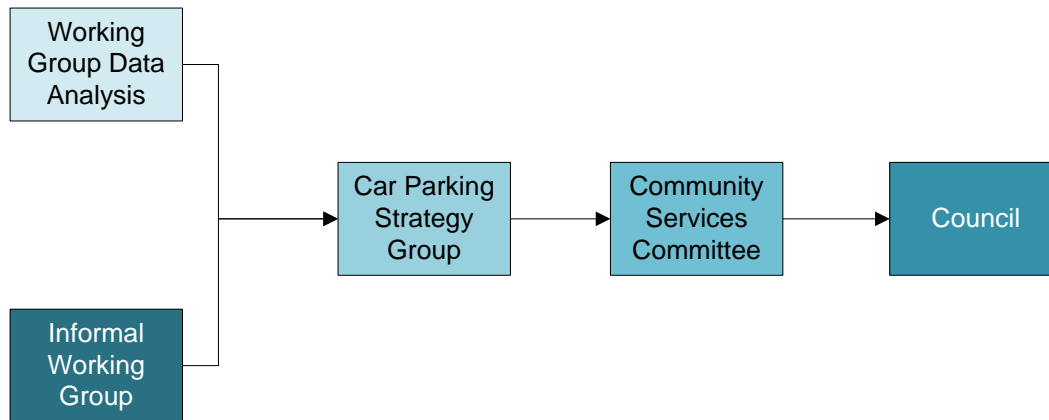 Working
Group Data
Analysis
Car Parking
Strategy
Group
Community
Services
Committee
Council
Informal
Working
Group